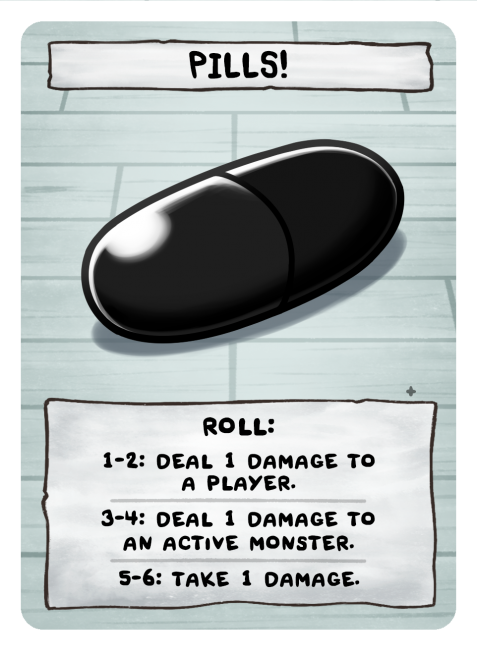 PILLS!
ROLL:
1-2: DEAL 1 DAMAGE TO
A PLAYER.
3-4: DEAL 1 DAMAGE TO
AN ACTIVE MONSTER.
5-6: TAKE 1 DAMAGE.